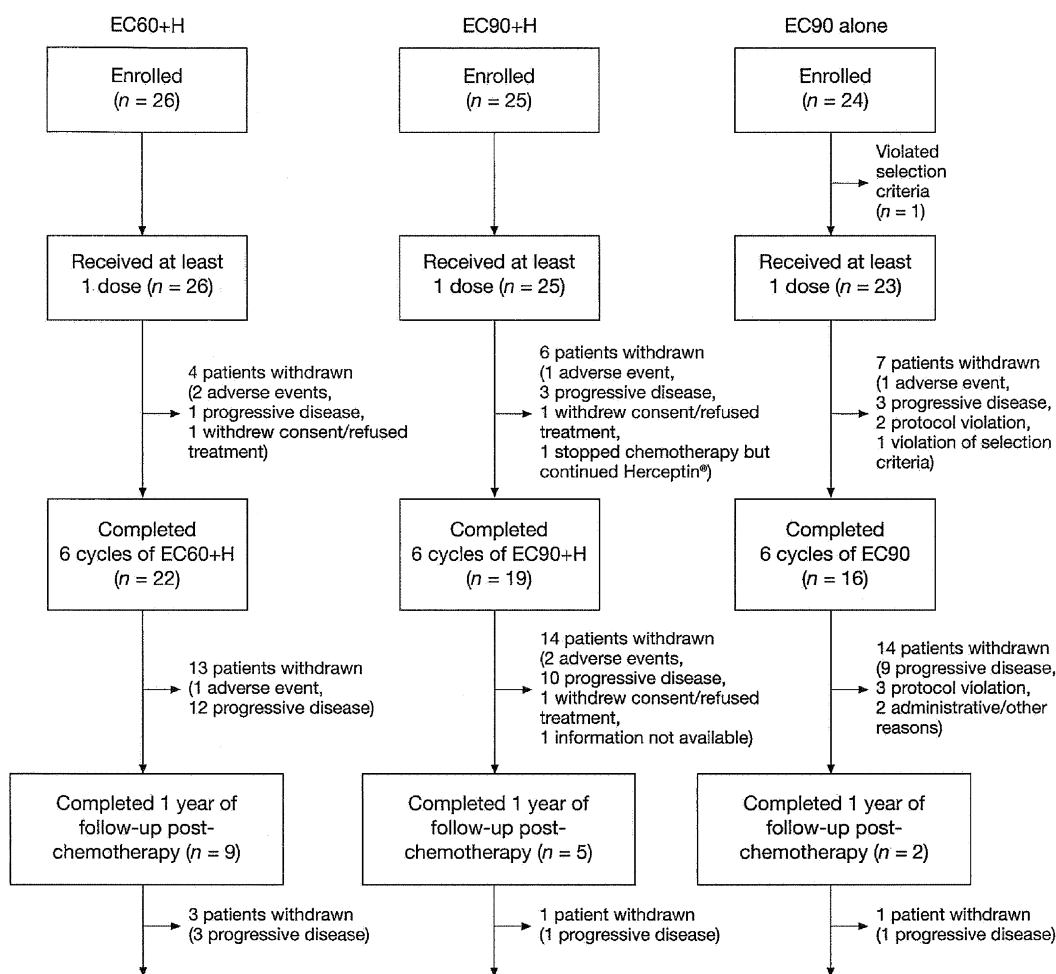 EC60+H
EC90+H
EC90 alone
Enrolled
(n = 26)
Enrolled
(n = 25)
Enrolled
(n = 24)
Violated
selection
criteria
(n = 1)
Received at least
1 dose (n = 26)
Received at least
1 dose (n = 25)
Received at least
1 dose (n = 23)
4 patients withdrawn
(2 adverse events,
1 progressive disease,
1 withdrew consent/refused
treatment)
6 patients withdrawn
(1 adverse event,
3 progressive disease,
1 withdrew consent/refused
treatment,
1 stopped chemotherapy but
continued Herceptin®)
7 patients withdrawn
(1 adverse event,
3 progressive disease,
2 protocol violation,
1 violation of selection
criteria)
Completed
6 cycles of EC60+H
(n = 22)
Completed
6 cycles of EC90+H
(n = 19)
Completed
6 cycles of EC90
(n = 16)
13 patients withdrawn
(1 adverse event,
12 progressive disease)
14 patients withdrawn
(2 adverse events,
10 progressive disease,
1 withdrew consent/refused
treatment,
1 information not available)
14 patients withdrawn
(9 progressive disease,
3 protocol violation,
2 administrative/other
reasons)
Completed 1 year of
follow-up post-
chemotherapy (n = 9)
Completed 1 year of
follow-up post-
chemotherapy (n = 5)
Completed 1 year of
follow-up post-
chemotherapy (n = 2)
3 patients withdrawn
(3 progressive disease)
1 patient withdrawn
(1 progressive disease)
1 patient withdrawn
(1 progressive disease)